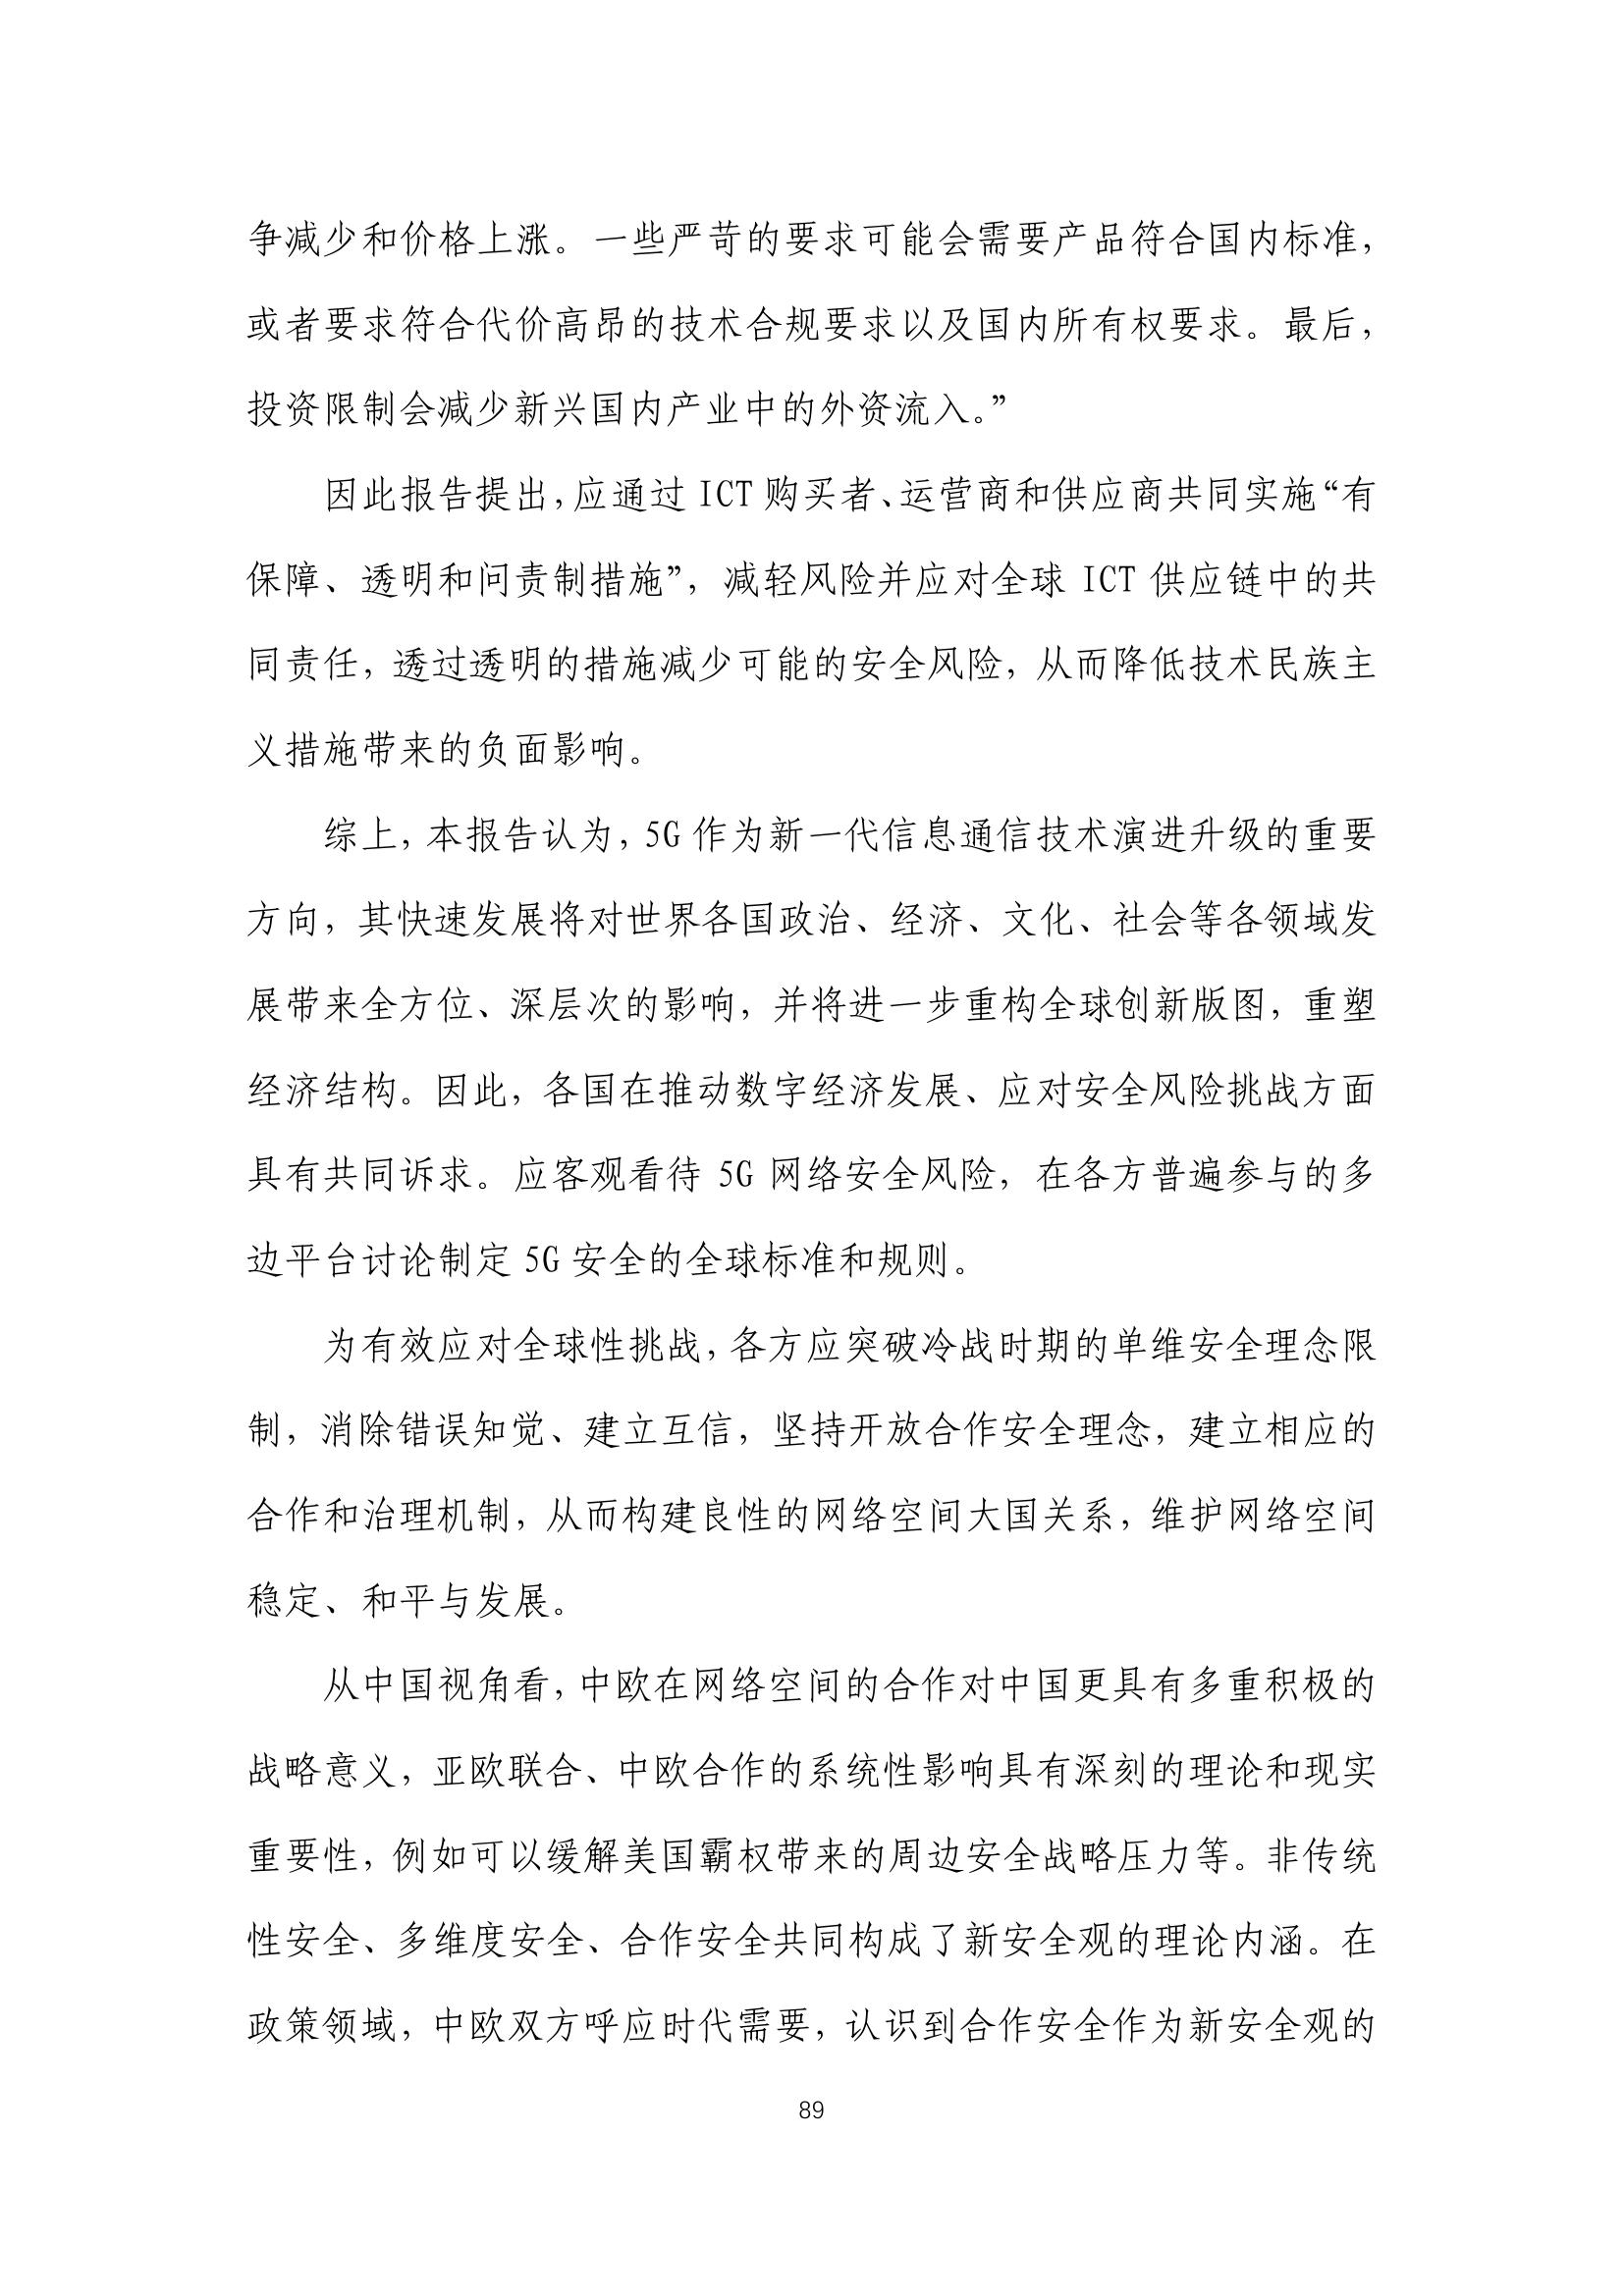 争减少和价格上涨。一些严苛的要求可能会需要产品符合国内标准，
或者要求符合代价高昂的技术合规要求以及国内所有权要求。最后，
投资限制会减少新兴国内产业中的外资流入。”
因此报告提出，应通过 ICT 购买者、运营商和供应商共同实施“有
保障、透明和问责制措施”，减轻风险并应对全球 ICT 供应链中的共
同责任，透过透明的措施减少可能的安全风险，从而降低技术民族主
义措施带来的负面影响。
综上，本报告认为，5G 作为新一代信息通信技术演进升级的重要
方向，其快速发展将对世界各国政治、经济、文化、社会等各领域发
展带来全方位、深层次的影响，并将进一步重构全球创新版图，重塑
经济结构。因此，各国在推动数字经济发展、应对安全风险挑战方面
具有共同诉求。应客观看待 5G 网络安全风险，在各方普遍参与的多
边平台讨论制定 5G 安全的全球标准和规则。
为有效应对全球性挑战，各方应突破冷战时期的单维安全理念限
制，消除错误知觉、建立互信，坚持开放合作安全理念，建立相应的
合作和治理机制，从而构建良性的网络空间大国关系，维护网络空间
稳定、和平与发展。
从中国视角看，中欧在网络空间的合作对中国更具有多重积极的
战略意义，亚欧联合、中欧合作的系统性影响具有深刻的理论和现实
重要性，例如可以缓解美国霸权带来的周边安全战略压力等。非传统
性安全、多维度安全、合作安全共同构成了新安全观的理论内涵。在
政策领域，中欧双方呼应时代需要，认识到合作安全作为新安全观的
89